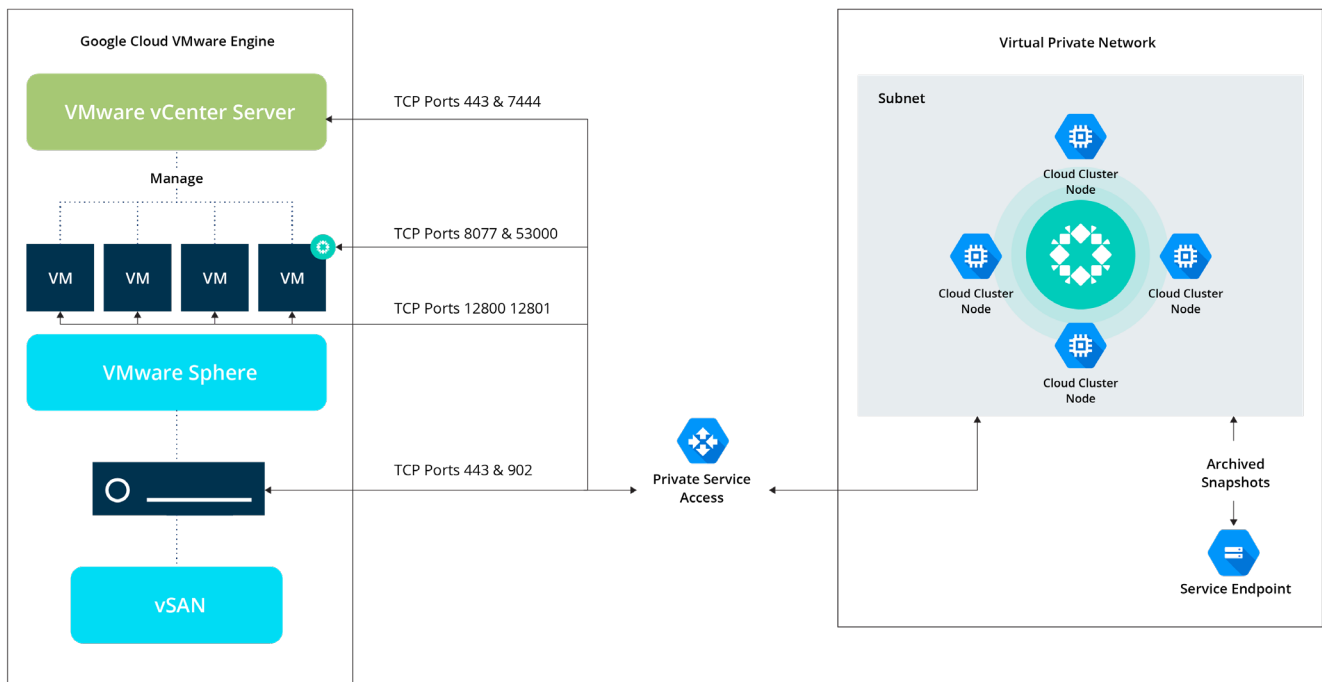 Google Cloud VMware Engine
VMware vCenter Server
Manage
VM
VM
VM
VM
VMware Sphere
vSAN
TCP Ports 443 & 7444
TCP Ports 8077 & 53000
TCP Ports 12800 12801
TCP Ports 443 & 902
Private Service
Access
Virtual Private Network
Subnet
Cloud Cluster
Node
Cloud Cluster
Node
Cloud Cluster
Node
Cloud Cluster
Node
Archived
Snapshots
Service Endpoint